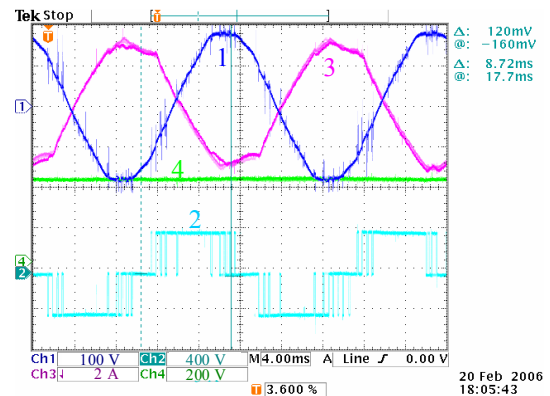 Tek Stop
T
T
Δ: 120mV
@: -160mV
Δ: 8.72ms
@: 17.7ms
1
3
1
4
2
4
2
Ch1 100 V Ch2 400 V M 4.00ms A Line ƒ 0.00 V
Ch3 2 A Ch4 200 V
T 3.600 %
20 Feb 2006
18:05:43